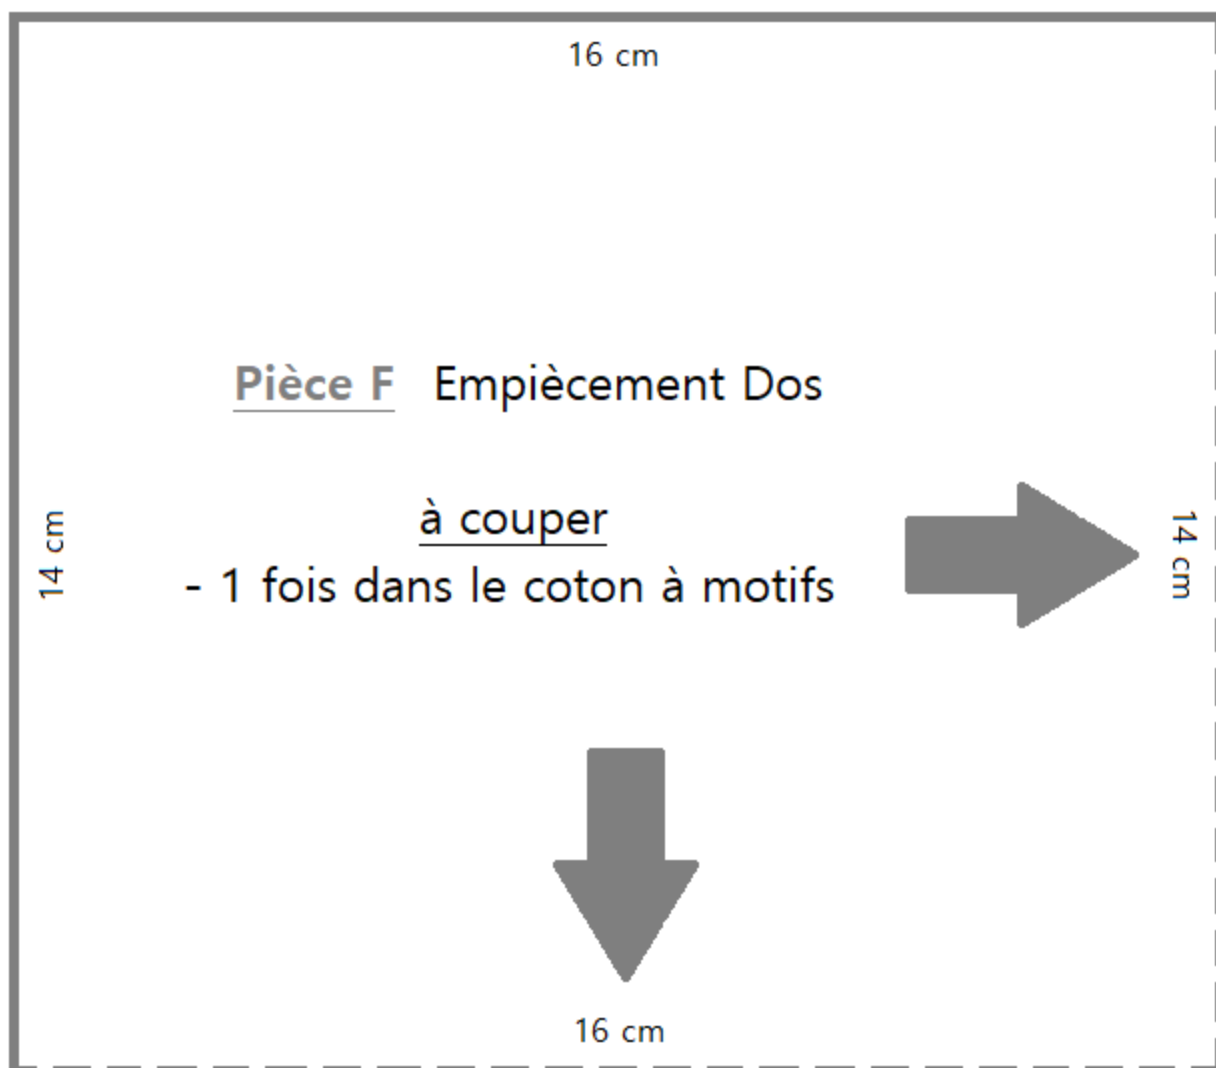 16 cm
Pièce F Empiècement Dos
à couper
- 1 fois dans le coton à motifs
14 cm
14 cm
16 cm